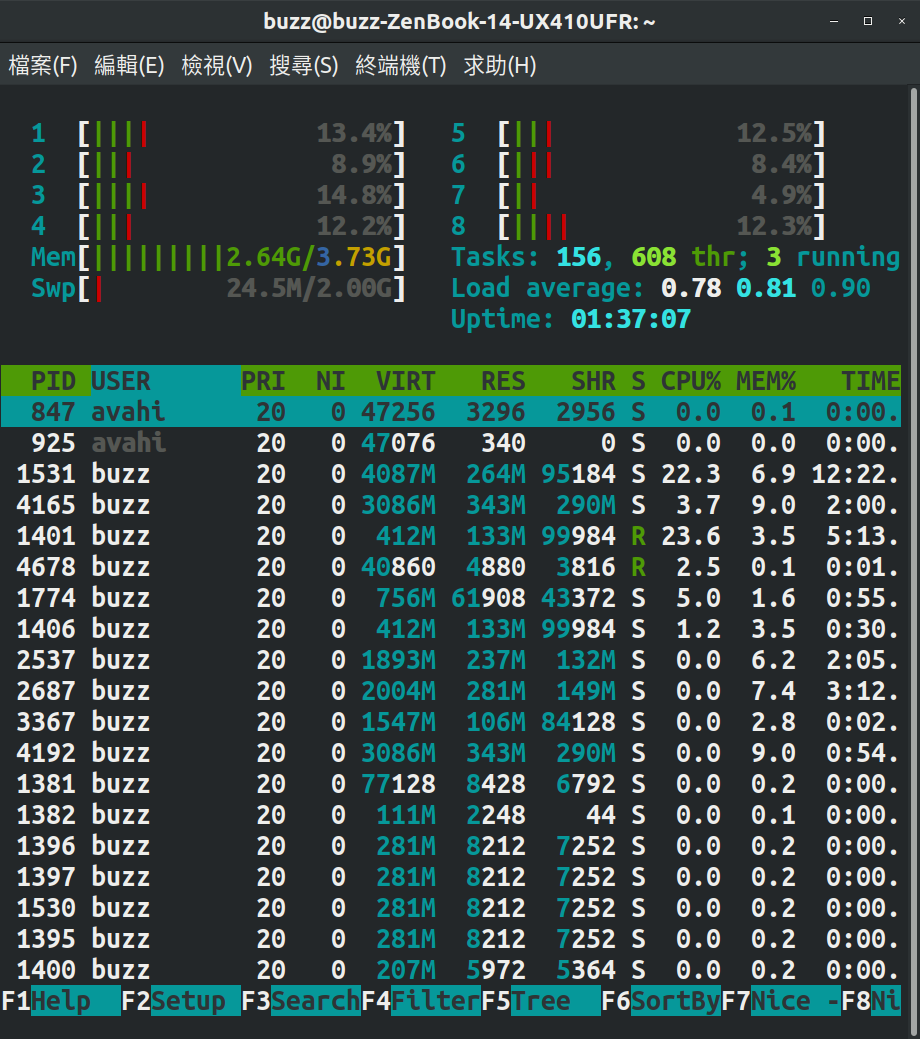 buzz@buzz-ZenBook-14-UX410UFR: ~
檔案(F) 編輯(E) 檢視(V) 搜尋(S) 終端機(T) 求助(H)
1 [|||| 13.4%] 5 [||| 12.5%]
2 [||| 8.9%] 6 [||| 8.4%]
3 [|||| 14.8%] 7 [|| 4.9%]
4 [||| 12.2%] 8 [|||| 12.3%]
Mem[|||||||||2.64G/3.73G] Tasks: 156, 608 thr; 3 running
Swp[| 24.5M/2.00G] Load average: 0.78 0.81 0.90
Uptime: 01:37:07
PID USER PRI NI VIRT RES SHR S CPU% MEM% TIME
847 avahi 20 0 47256 3296 2956 S 0.0 0.1 0:00.
925 avahi 20 0 47076 340 0 S 0.0 0.0 0:00.
1531 buzz 20 0 4087M 264M 95184 S 22.3 6.9 12:22.
4165 buzz 20 0 3086M 343M 290M S 3.7 9.0 2:00.
1401 buzz 20 0 412M 133M 99984 R 23.6 3.5 5:13.
4678 buzz 20 0 40860 4880 3816 R 2.5 0.1 0:01.
1774 buzz 20 0 756M 61908 43372 S 5.0 1.6 0:55.
1406 buzz 20 0 412M 133M 99984 S 1.2 3.5 0:30.
2537 buzz 20 0 1893M 237M 132M S 0.0 6.2 2:05.
2687 buzz 20 0 2004M 281M 149M S 0.0 7.4 3:12.
3367 buzz 20 0 1547M 106M 84128 S 0.0 2.8 0:02.
4192 buzz 20 0 3086M 343M 290M S 0.0 9.0 0:54.
1381 buzz 20 0 77128 8428 6792 S 0.0 0.2 0:00.
1382 buzz 20 0 111M 2248 44 S 0.0 0.1 0:00.
1396 buzz 20 0 281M 8212 7252 S 0.0 0.2 0:00.
1397 buzz 20 0 281M 8212 7252 S 0.0 0.2 0:00.
1530 buzz 20 0 281M 8212 7252 S 0.0 0.2 0:00.
1395 buzz 20 0 281M 8212 7252 S 0.0 0.2 0:00.
1400 buzz 20 0 207M 5972 5364 S 0.0 0.2 0:00.
F1Help F2Setup F3SearchF4FilterF5Tree F6SortByF7Nice -F8Ni